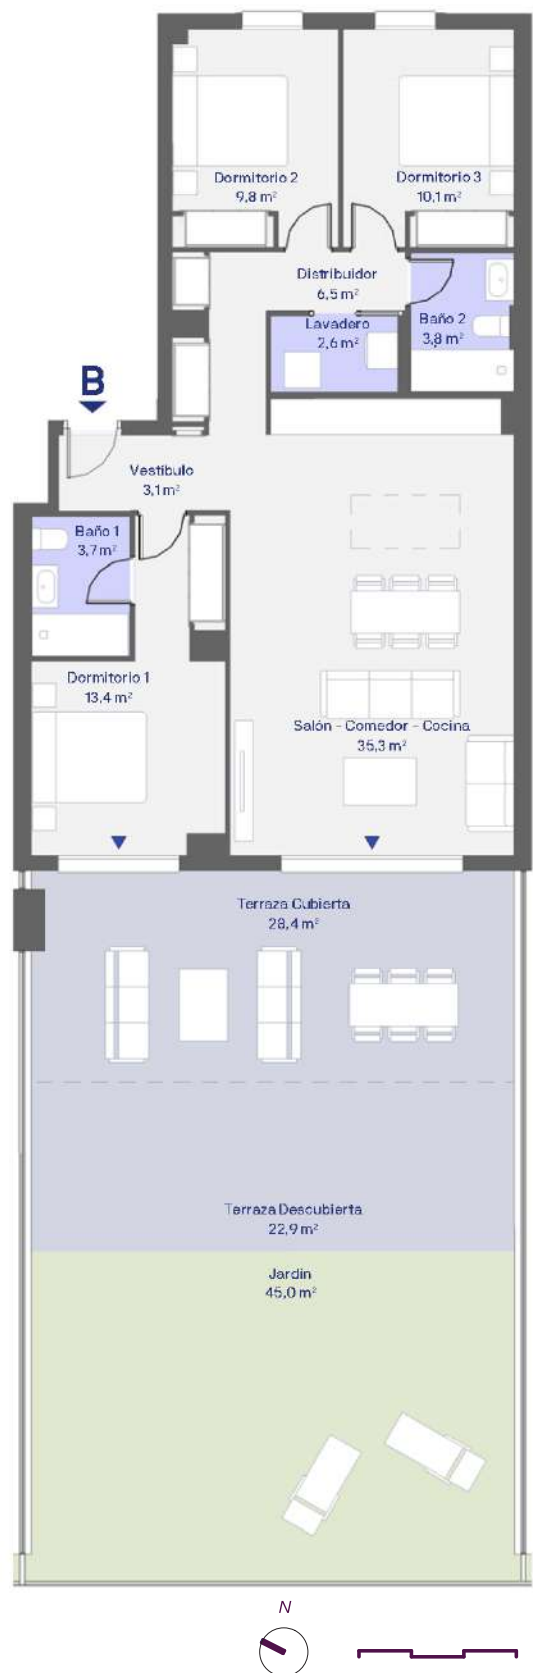 Dormitorio 2
9,8 m²
Dormitorio 3
10,1 m²
Distribuidor
6,5 m²
Lavadero
2,6 m²
Baño 2
3,8 m²
B
Vestíbulo
3,1 m²
Baño 1
3,7 m²
Dormitorio 1
13,4 m²
Salón - Comedor - Cocina
35,3 m²
Terraza Cubierta
28,4 m²
Terraza Descubierta
22,9 m²
Jardín
45,0 m²
N